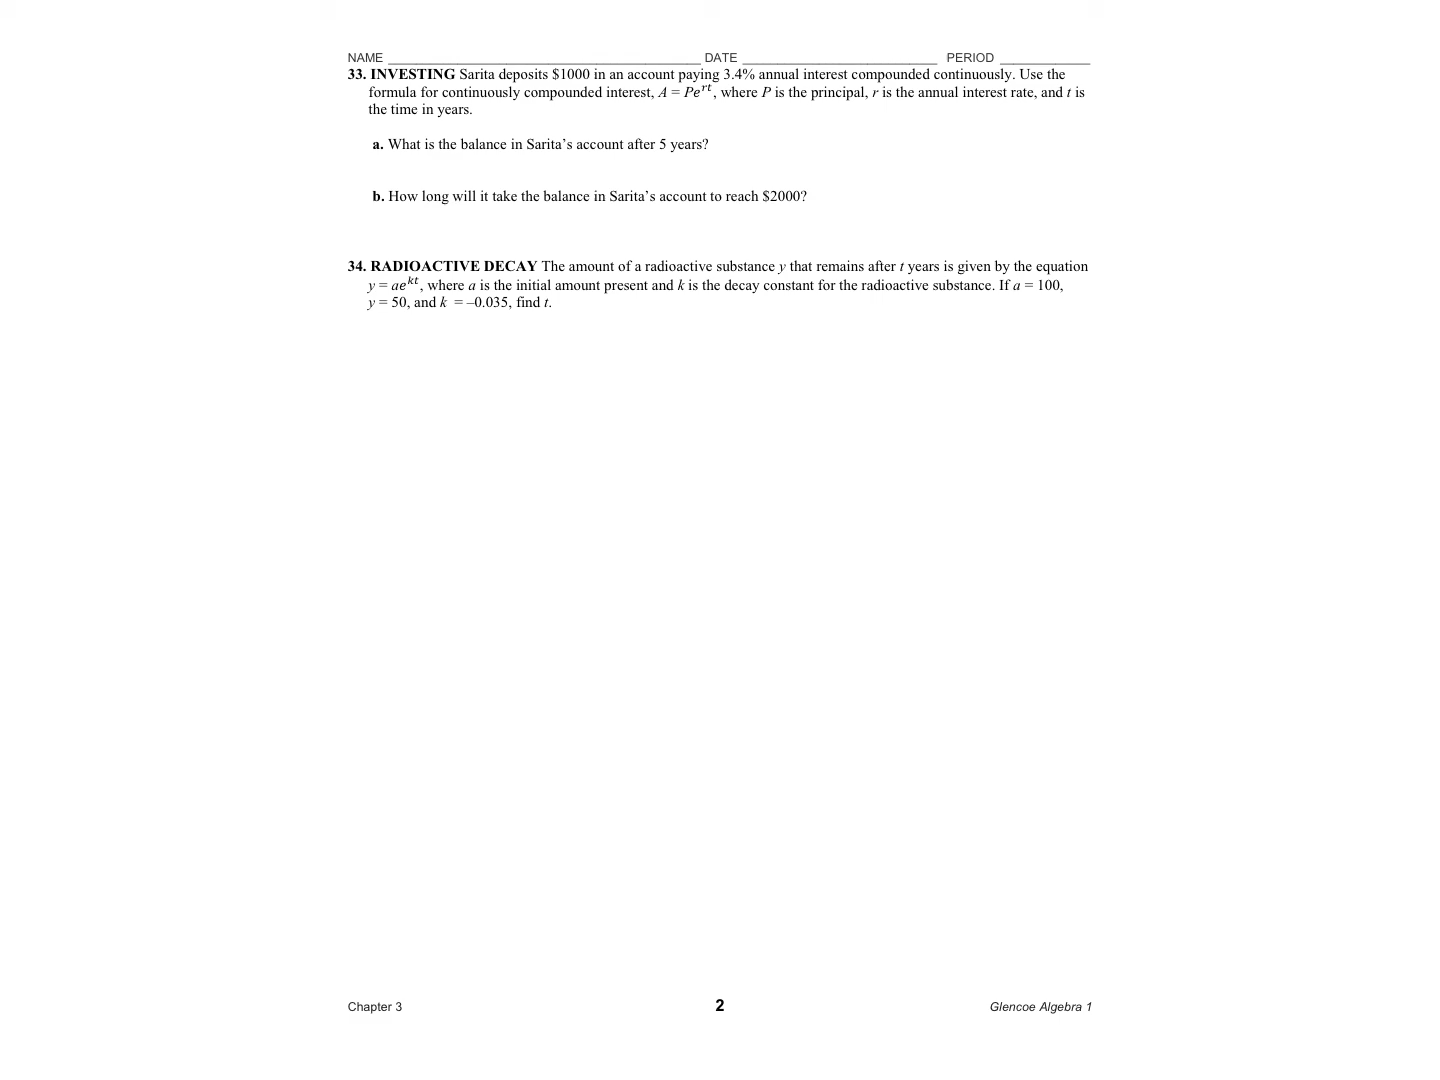 NAME ______________________________________________ DATE ____________________________ PERIOD _____________
33. INVESTING Sarita deposits $1000 in an account paying 3.4% annual interest compounded continuously. Use the
formula for continuously compounded interest, A = Pe^rt, where P is the principal, r is the annual interest rate, and t is
the time in years.
a. What is the balance in Sarita’s account after 5 years?
b. How long will it take the balance in Sarita’s account to reach $2000?
34. RADIOACTIVE DECAY The amount of a radioactive substance y that remains after t years is given by the equation
y = ae^kt, where a is the initial amount present and k is the decay constant for the radioactive substance. If a = 100,
y = 50, and k = –0.035, find t.
Chapter 3 2 Glencoe Algebra 1